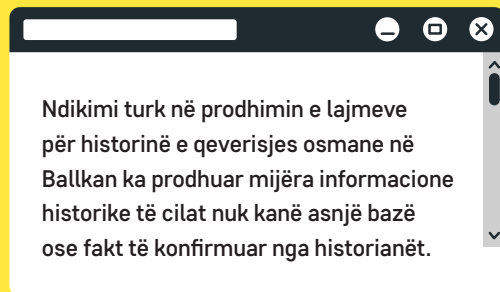 Ndikimi turk në prodhimin e lajmeve
për historinë e qeverisjes osmane në
Ballkan ka prodhuar mijëra informacione
historike të cilat nuk kanë asnjë bazë
ose fakt të konfirmuar nga historianët.